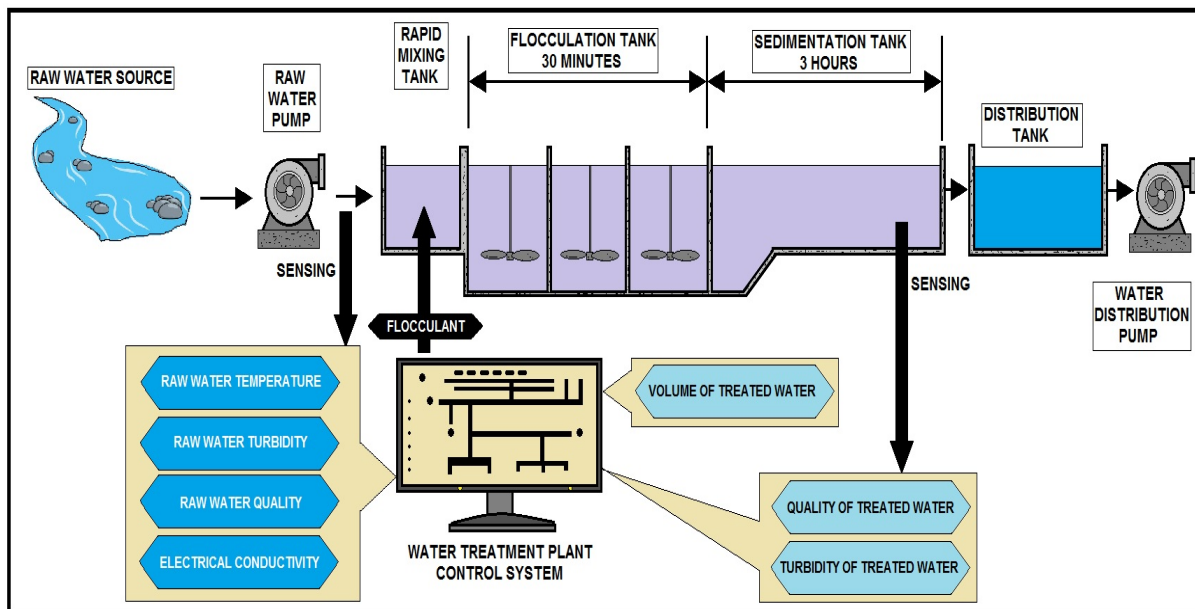 RAW WATER SOURCE
RAW
WATER
PUMP
RAPID
MIXING
TANK
FLOCCULATION TANK
30 MINUTES
SEDIMENTATION TANK
3 HOURS
DISTRIBUTION
TANK
SENSING
FLOCCULANT
SENSING
WATER
DISTRIBUTION
PUMP
RAW WATER TEMPERATURE
RAW WATER TURBIDITY
RAW WATER QUALITY
ELECTRICAL CONDUCTIVITY
VOLUME OF TREATED WATER
QUALITY OF TREATED WATER
TURBIDITY OF TREATED WATER
WATER TREATMENT PLANT
CONTROL SYSTEM